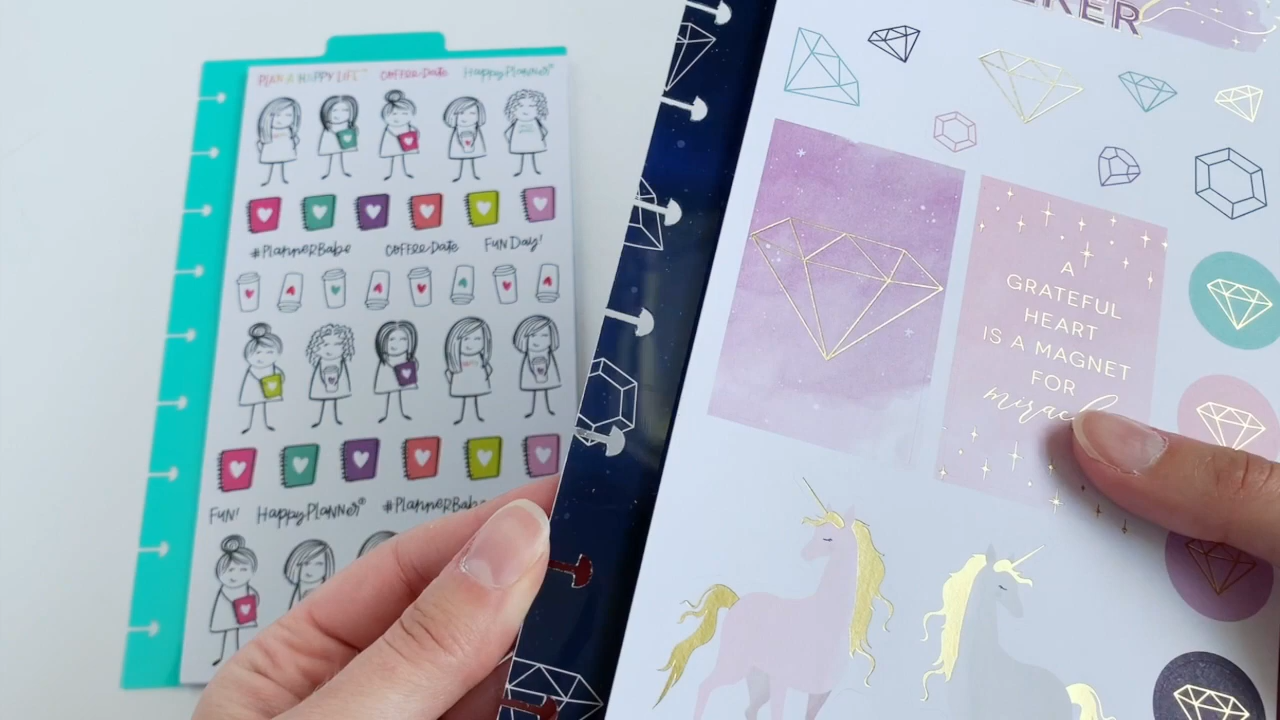 PLAN A HAPPY LIFE™ COFFEE Date HAPPY PLANNER®
#PLANNERBABE COFFEE Date FUN DAY!
FUN! HAPPY PLANNER® #PLANNERBABE
A
GRATEFUL
HEART
IS A MAGNET
FOR